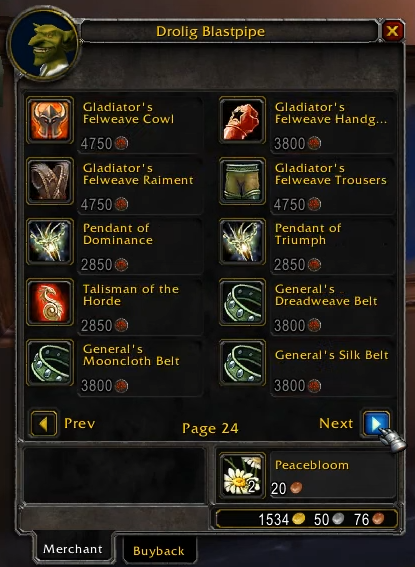 Drolig Blastpipe
Gladiator's
Felweave Cowl
4750
Gladiator's
Felweave Handg...
3800
Gladiator's
Felweave Raiment
4750
Gladiator's
Felweave Trousers
4750
Pendant of
Dominance
2850
Pendant of
Triumph
2850
Talisman of the
Horde
2850
General's
Dreadweave Belt
3800
General's
Mooncloth Belt
3800
General's Silk Belt
3800
Prev
Page 24
Next
Peacebloom
2
20
1534 50 76
Merchant
Buyback